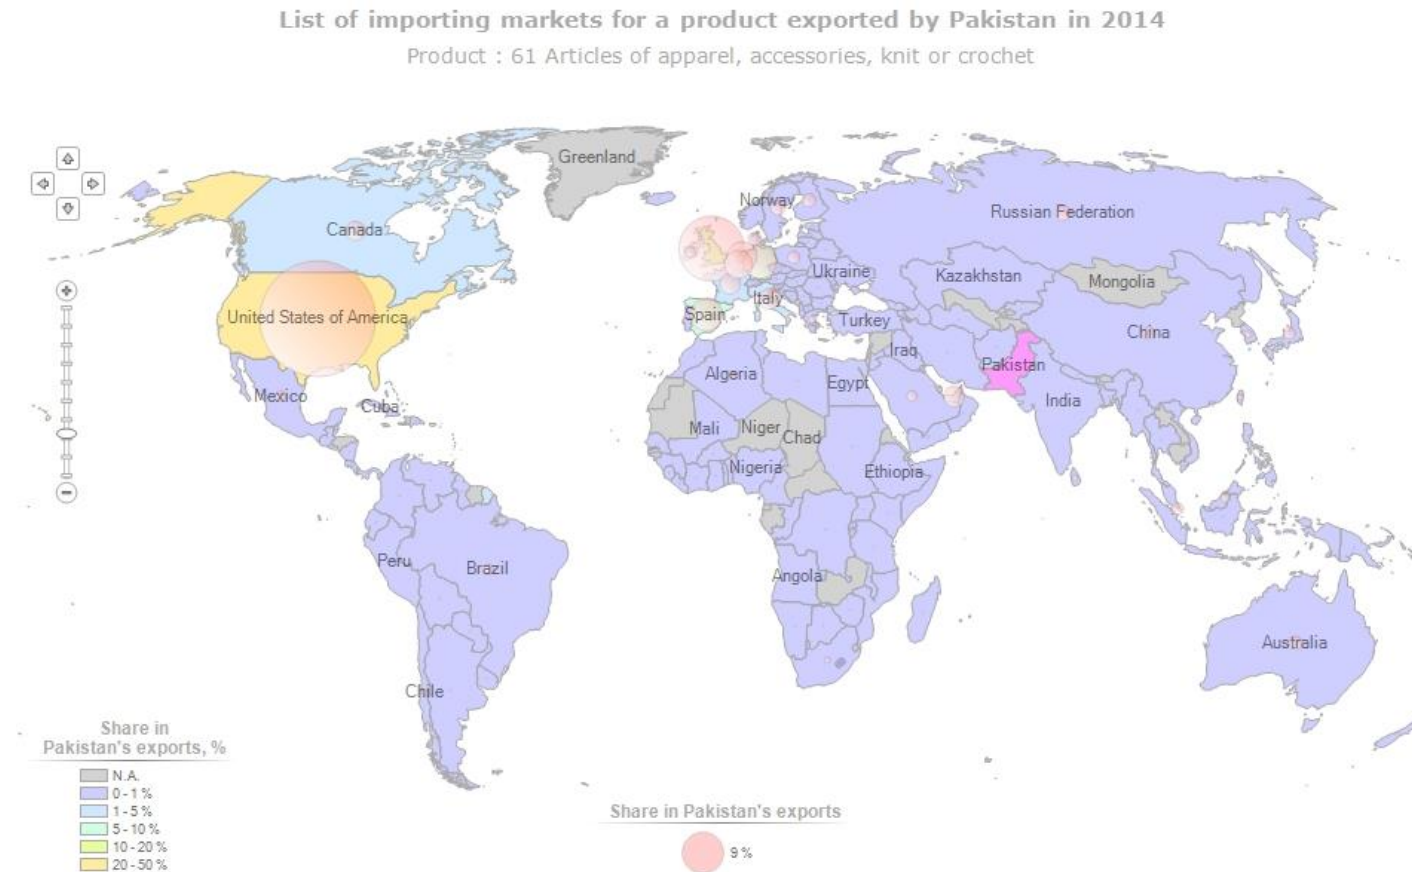 List of importing markets for a product exported by Pakistan in 2014
Product : 61 Articles of apparel, accessories, knit or crochet
Greenland
Norway
Russian Federation
Canada
Ukraine
Kazakhstan
Mongolia
Italy
United States of America
Spain
Turkey
China
Iraq
Pakistan
Algeria
Egypt
Mexico
Cuba
India
Mali
Niger
Chad
Nigeria
Ethiopia
Peru
Brazil
Angola
Australia
Chile
Share in
Pakistan's exports, %
N.A.
0 - 1 %
1 - 5 %
5 - 10 %
10 - 20 %
20 - 50 %
Share in Pakistan's exports
9 %